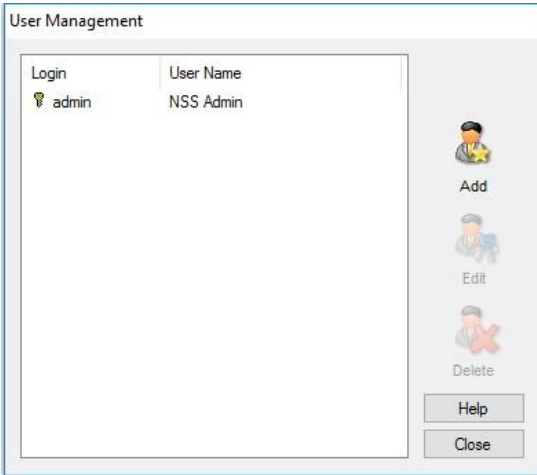 User Management
Login User Name
admin NSS Admin
Add
Edit
Delete
Help
Close